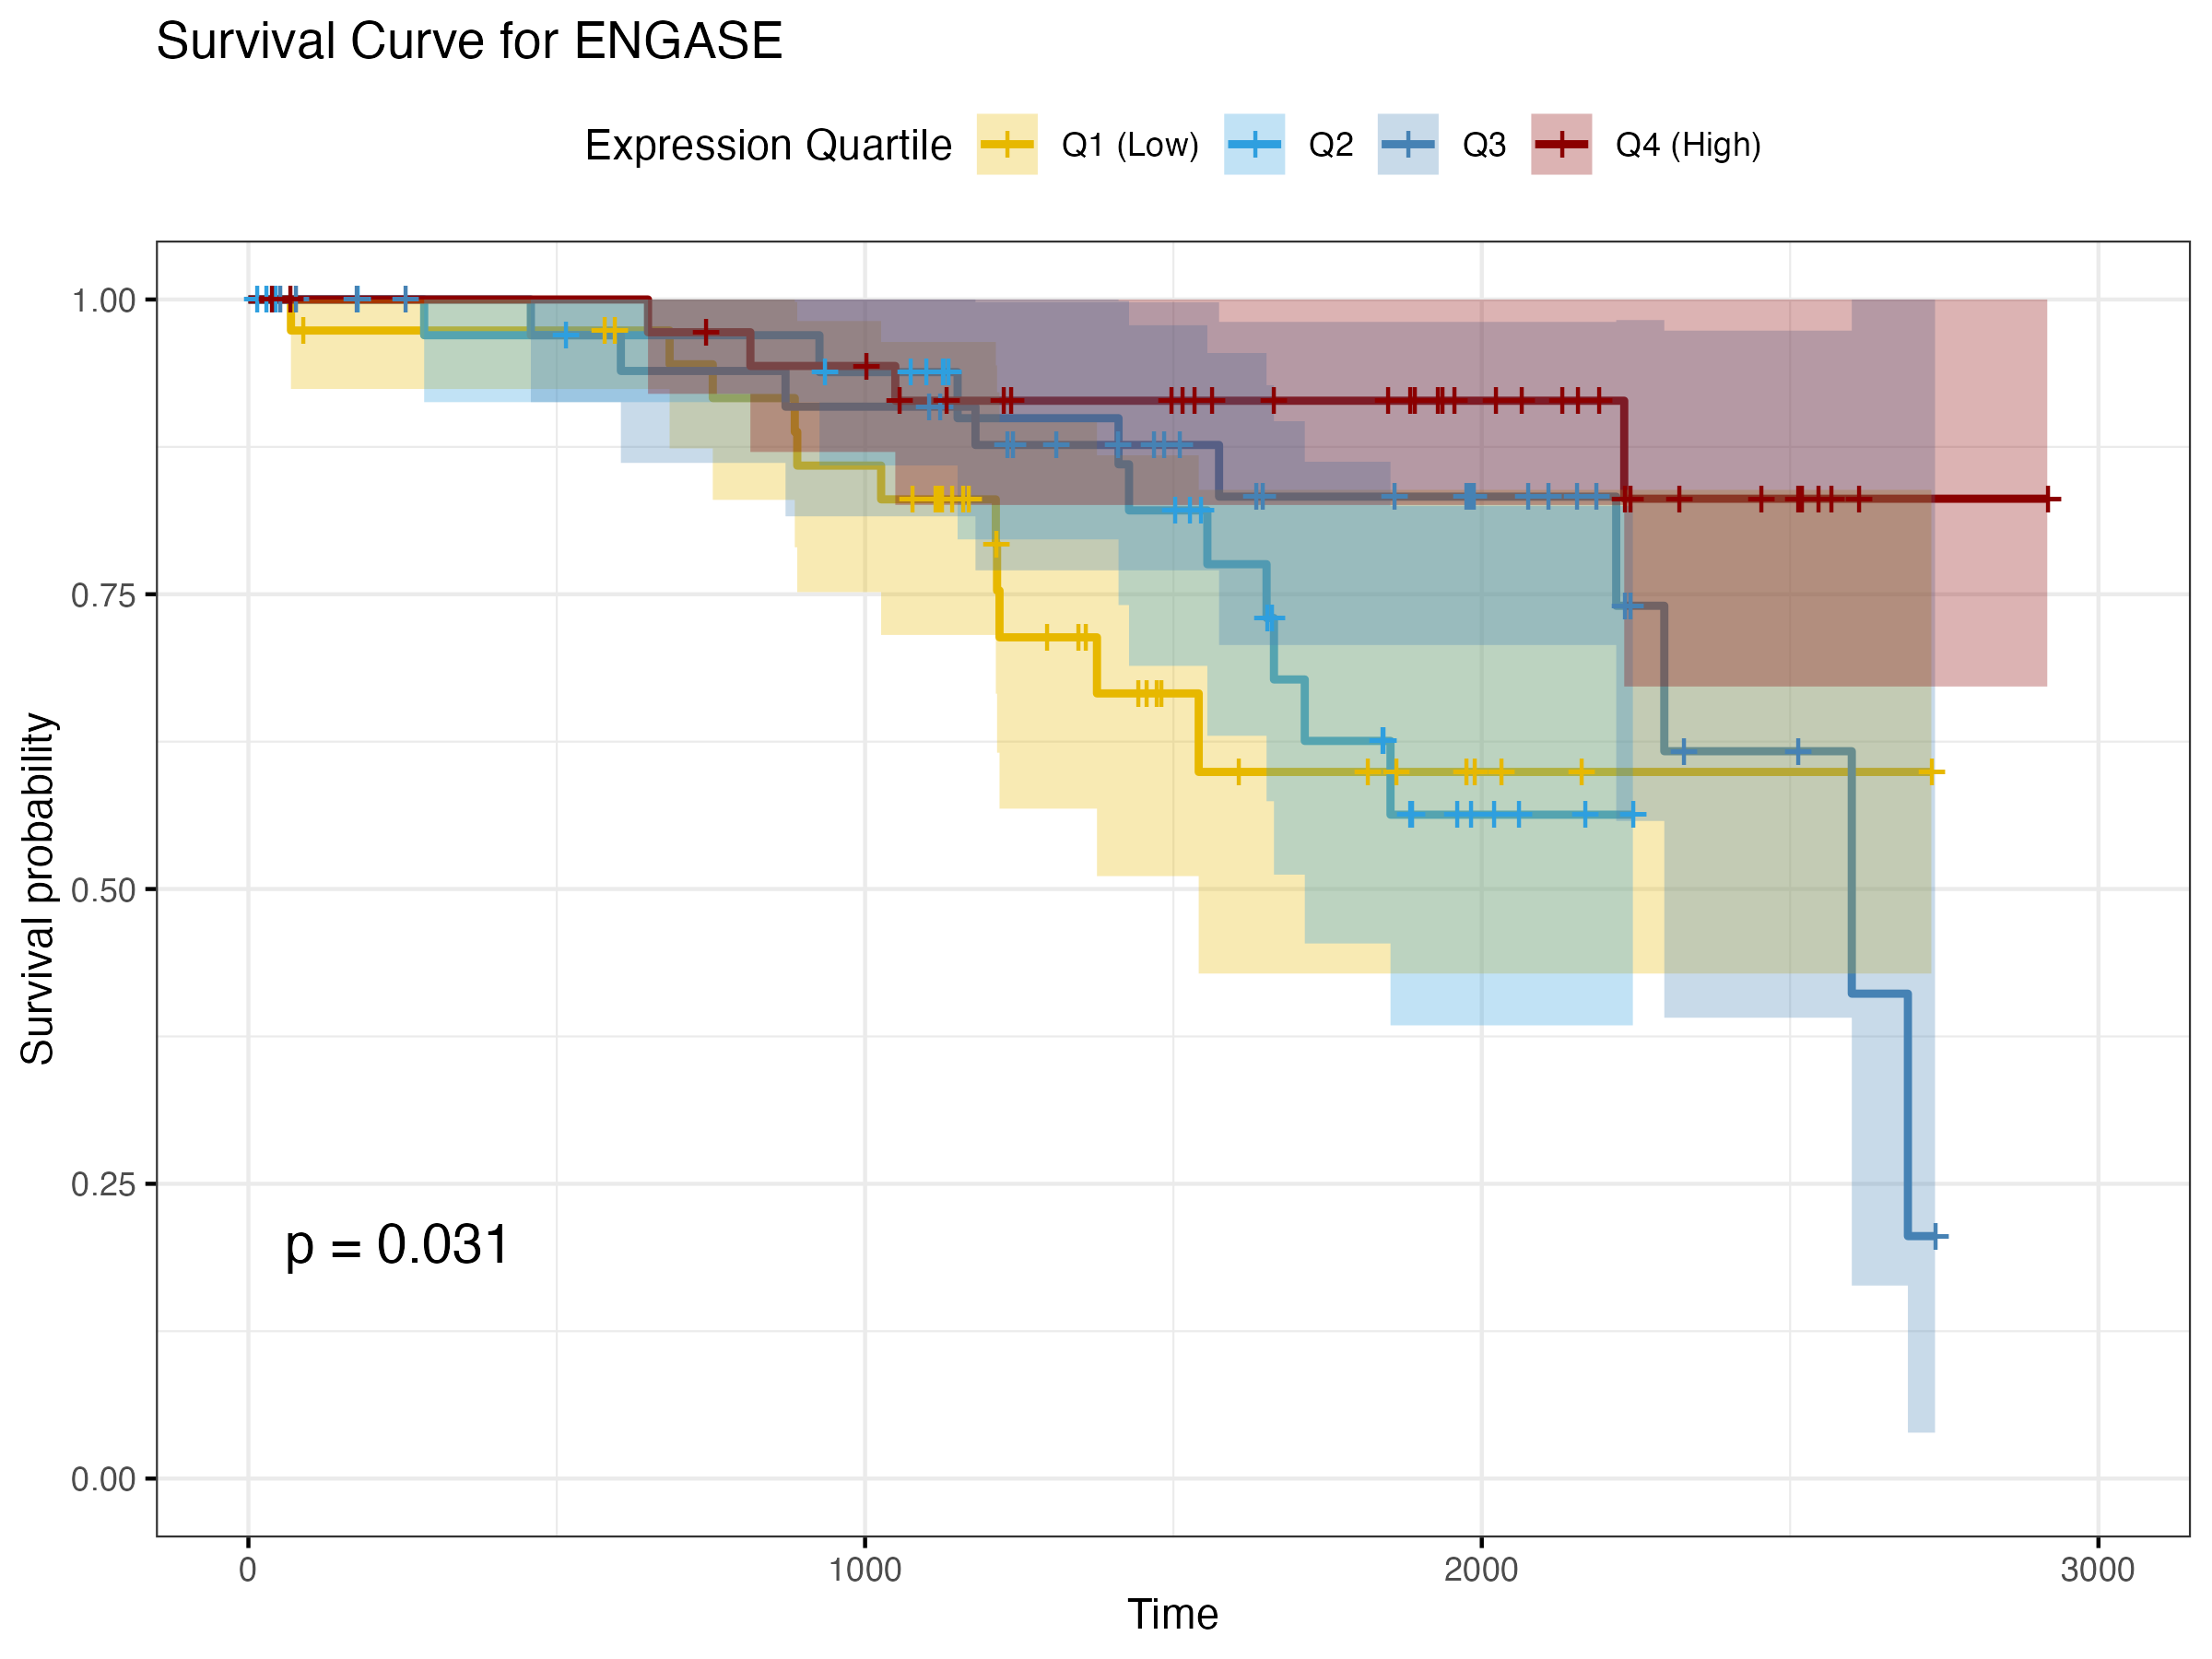 Survival Curve for ENGASE
Expression Quartile Q1 (Low) Q2 Q3 Q4 (High)
1.00
0.75
0.50
0.25
0.00
Survival probability
p = 0.031
0 1000 2000 3000
Time